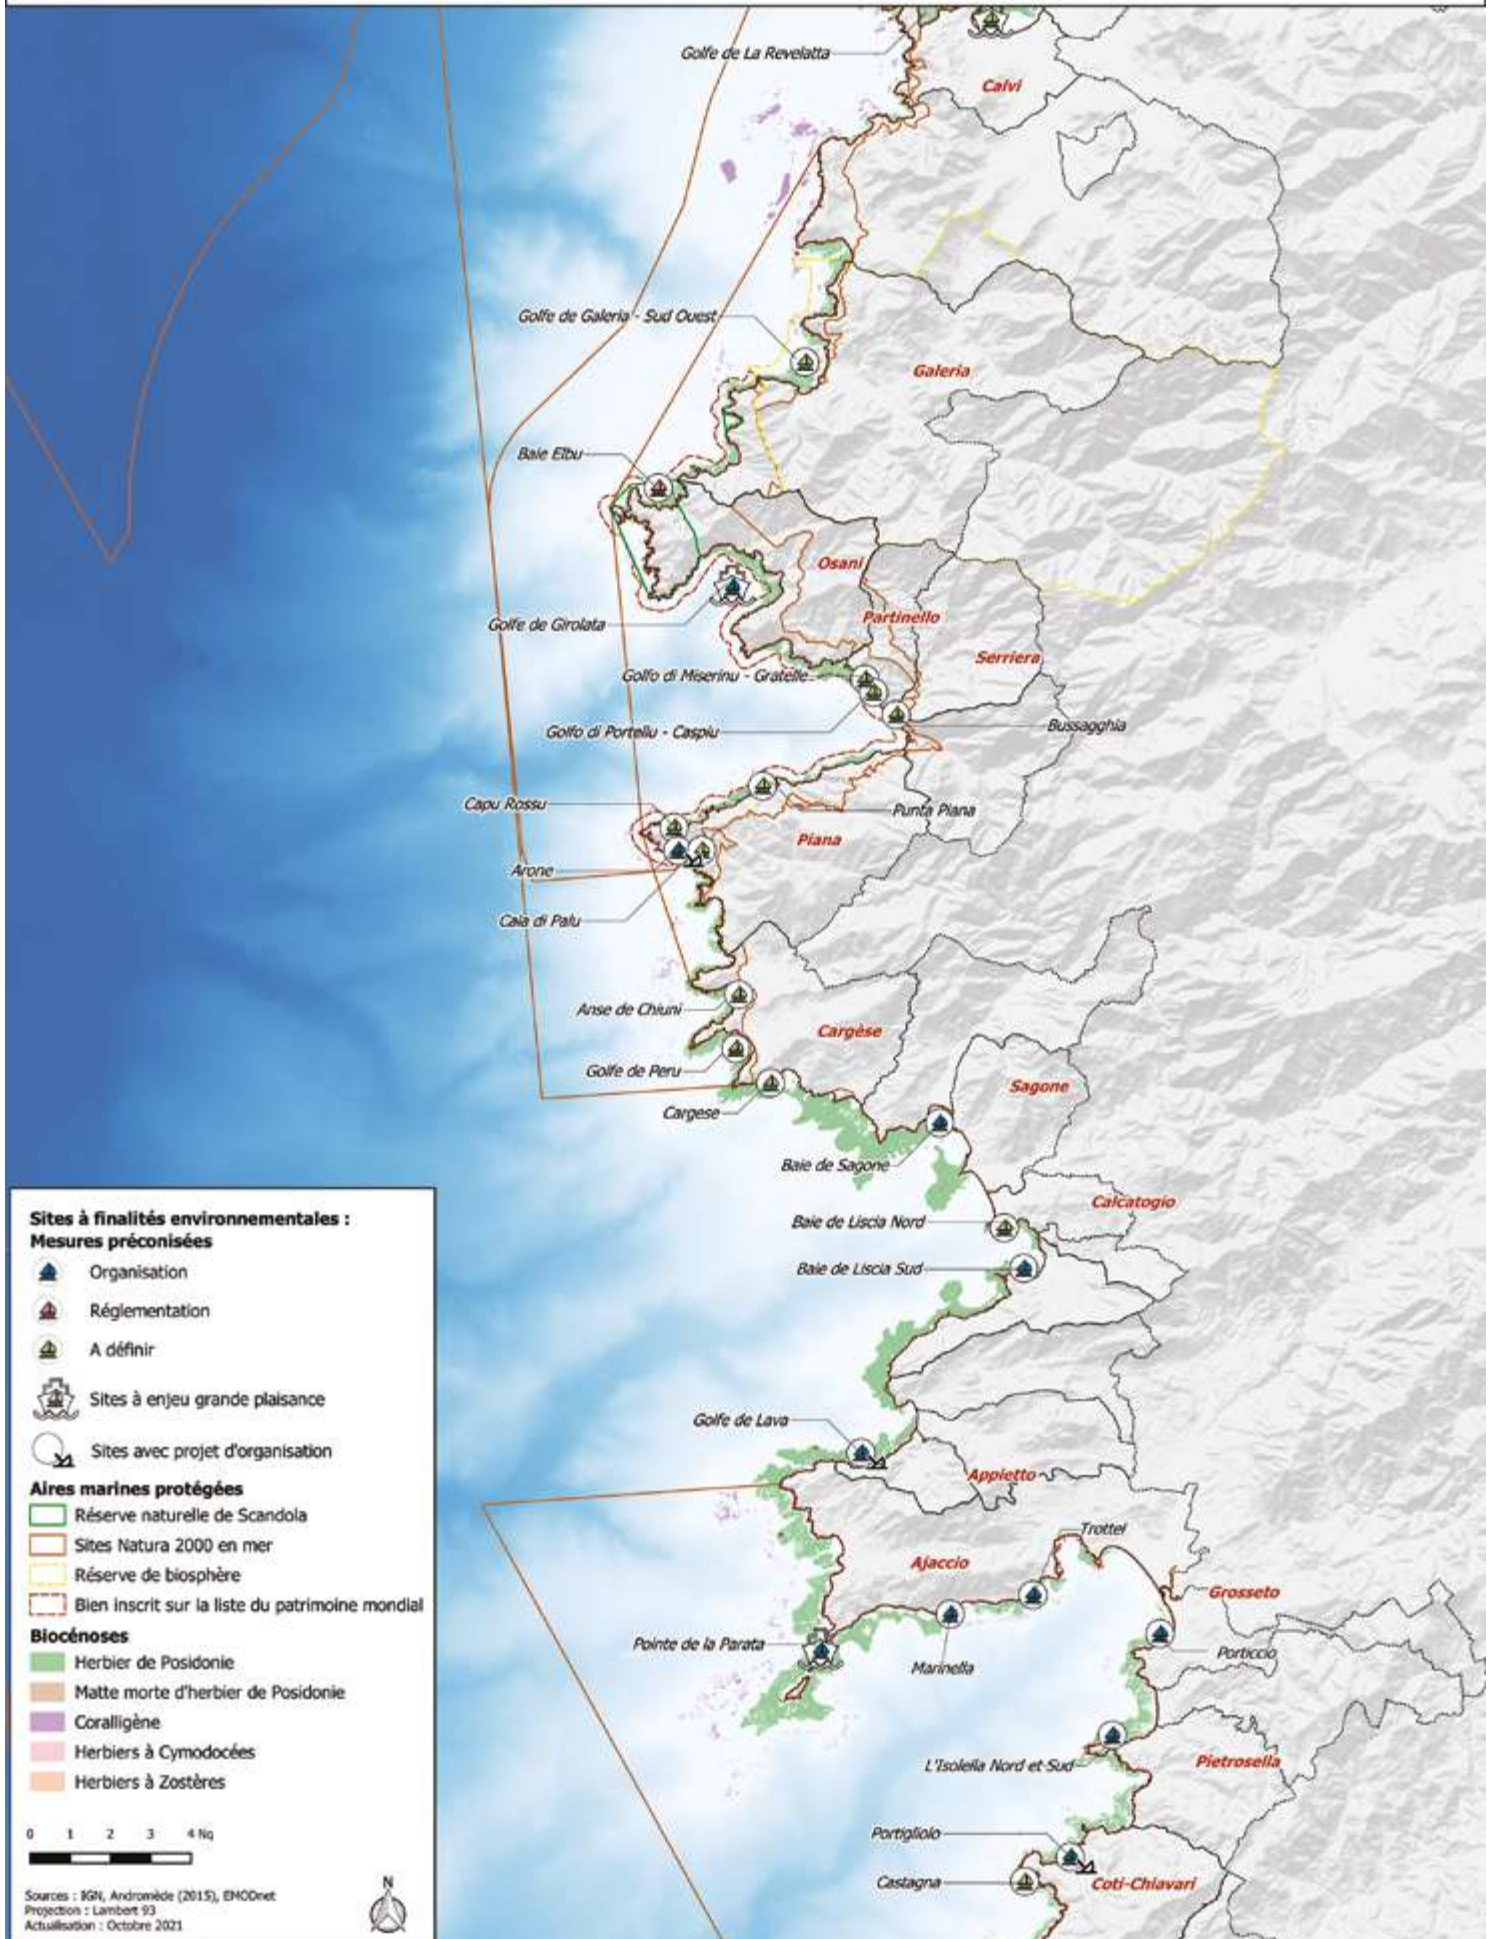 Golfe de La Revelatta
Calvi
Golfe de Galeria - Sud Ouest
Galeria
Baie Elbu
Osani
Golfe de Girolata
Partinello
Serriera
Golfo di Miserinu - Gratelle
Bussagghia
Golfo di Portellu - Caspiu
Capu Rossu
Punta Piana
Piana
Arone
Cala di Palu
Anse de Chiuni
Cargèse
Golfe de Peru
Sagone
Cargese
Baie de Sagone
Calcatogio
Baie de Liscia Nord
Baie de Liscia Sud
Golfe de Lava
Appietto
Trottel
Ajaccio
Grosseto
Pointe de la Parata
Porticcio
Marinella
L'Isolella Nord et Sud
Pietrosella
Portigliolo
Castagna
Coti-Chiavari
Sites à finalités environnementales :
Mesures préconisées
Organisation
Réglementation
A définir
Sites à enjeu grande plaisance
Sites avec projet d'organisation
Aires marines protégées
Réserve naturelle de Scandola
Sites Natura 2000 en mer
Réserve de biosphère
Bien inscrit sur la liste du patrimoine mondial
Biocénoses
Herbier de Posidonie
Matte morte d'herbier de Posidonie
Coralligène
Herbiers à Cymodocées
Herbiers à Zostères
0 1 2 3 4 Nq
N
Sources : IGN, Andromède (2015), EMODnet
Projection : Lambert 93
Actualisation : Octobre 2021